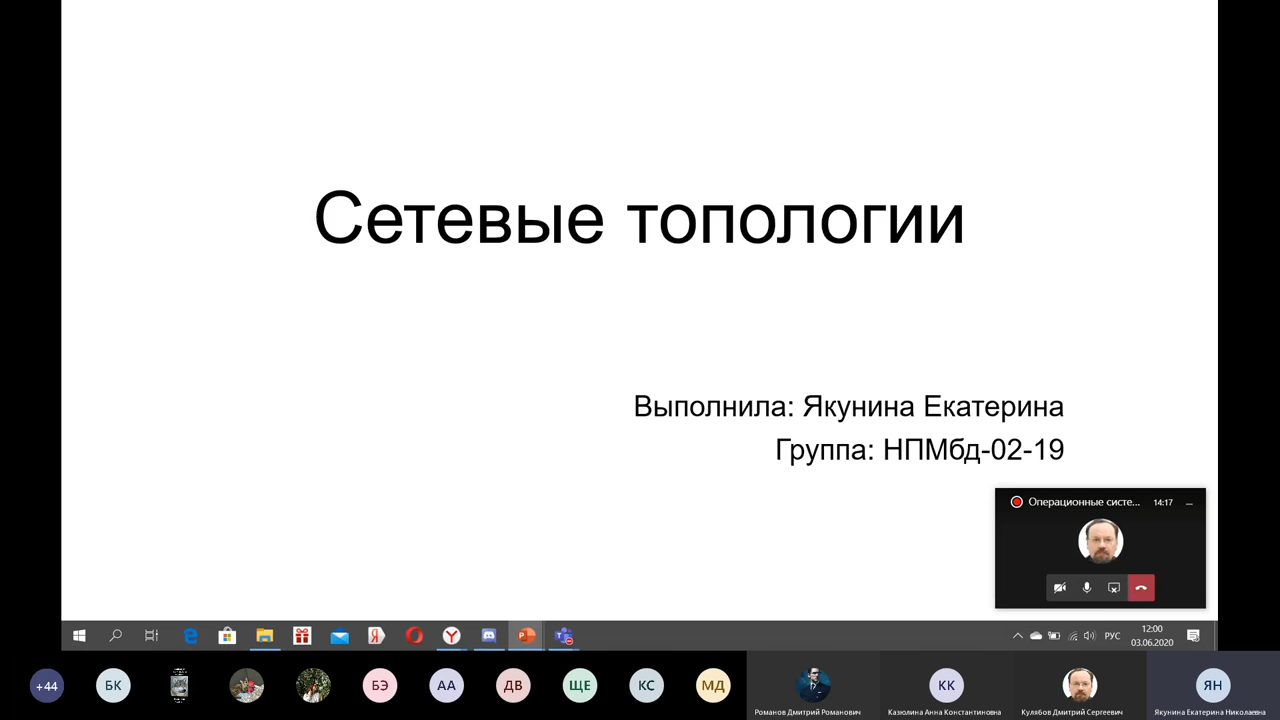 Сетевые топологии
Выполнила: Якунина Екатерина
Группа: НПМбд-02-19
Операционные систе... 14:17
РУС
12:00
03.06.2020
+44
БК
БЭ
АА
ДВ
ЩЕ
КС
МД
КК
ЯН
Романов Дмитрий Романович
Казюлина Анна Константиновна
Кулябов Дмитрий Сергеевич
Якунина Екатерина Николаевна